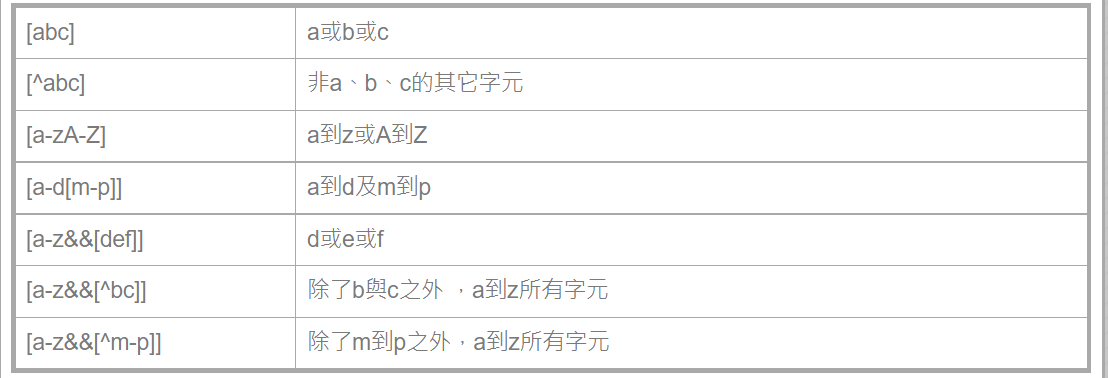 [abc] a或b或c
[^abc] 非a、b、c的其它字元
[a-zA-Z] a到z或A到Z
[a-d[m-p]] a到d及m到p
[a-z&&[def]] d或e或f
[a-z&&[^bc]] 除了b與c之外 ，a到z所有字元
[a-z&&[^m-p]] 除了m到p之外，a到z所有字元